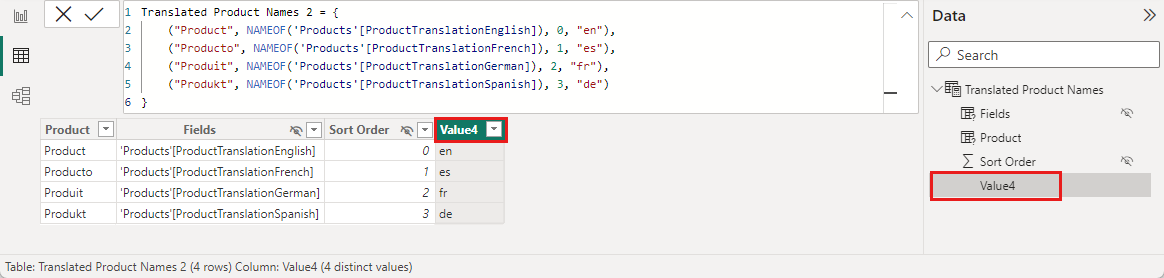 1 Translated Product Names 2 = {
2 ("Product", NAMEOF('Products'[ProductTranslationEnglish]), 0, "en"),
3 ("Producto", NAMEOF('Products'[ProductTranslationFrench]), 1, "es"),
4 ("Produit", NAMEOF('Products'[ProductTranslationGerman]), 2, "fr"),
5 ("Produkt", NAMEOF('Products'[ProductTranslationSpanish]), 3, "de")
6 }
Product Fields Sort Order Value4
Product 'Products'[ProductTranslationEnglish] 0 en
Producto 'Products'[ProductTranslationFrench] 1 es
Produit 'Products'[ProductTranslationGerman] 2 fr
Produkt 'Products'[ProductTranslationSpanish] 3 de
Data
Search
Translated Product Names
Fields
Product
Sort Order
Value4
Table: Translated Product Names 2 (4 rows) Column: Value4 (4 distinct values)